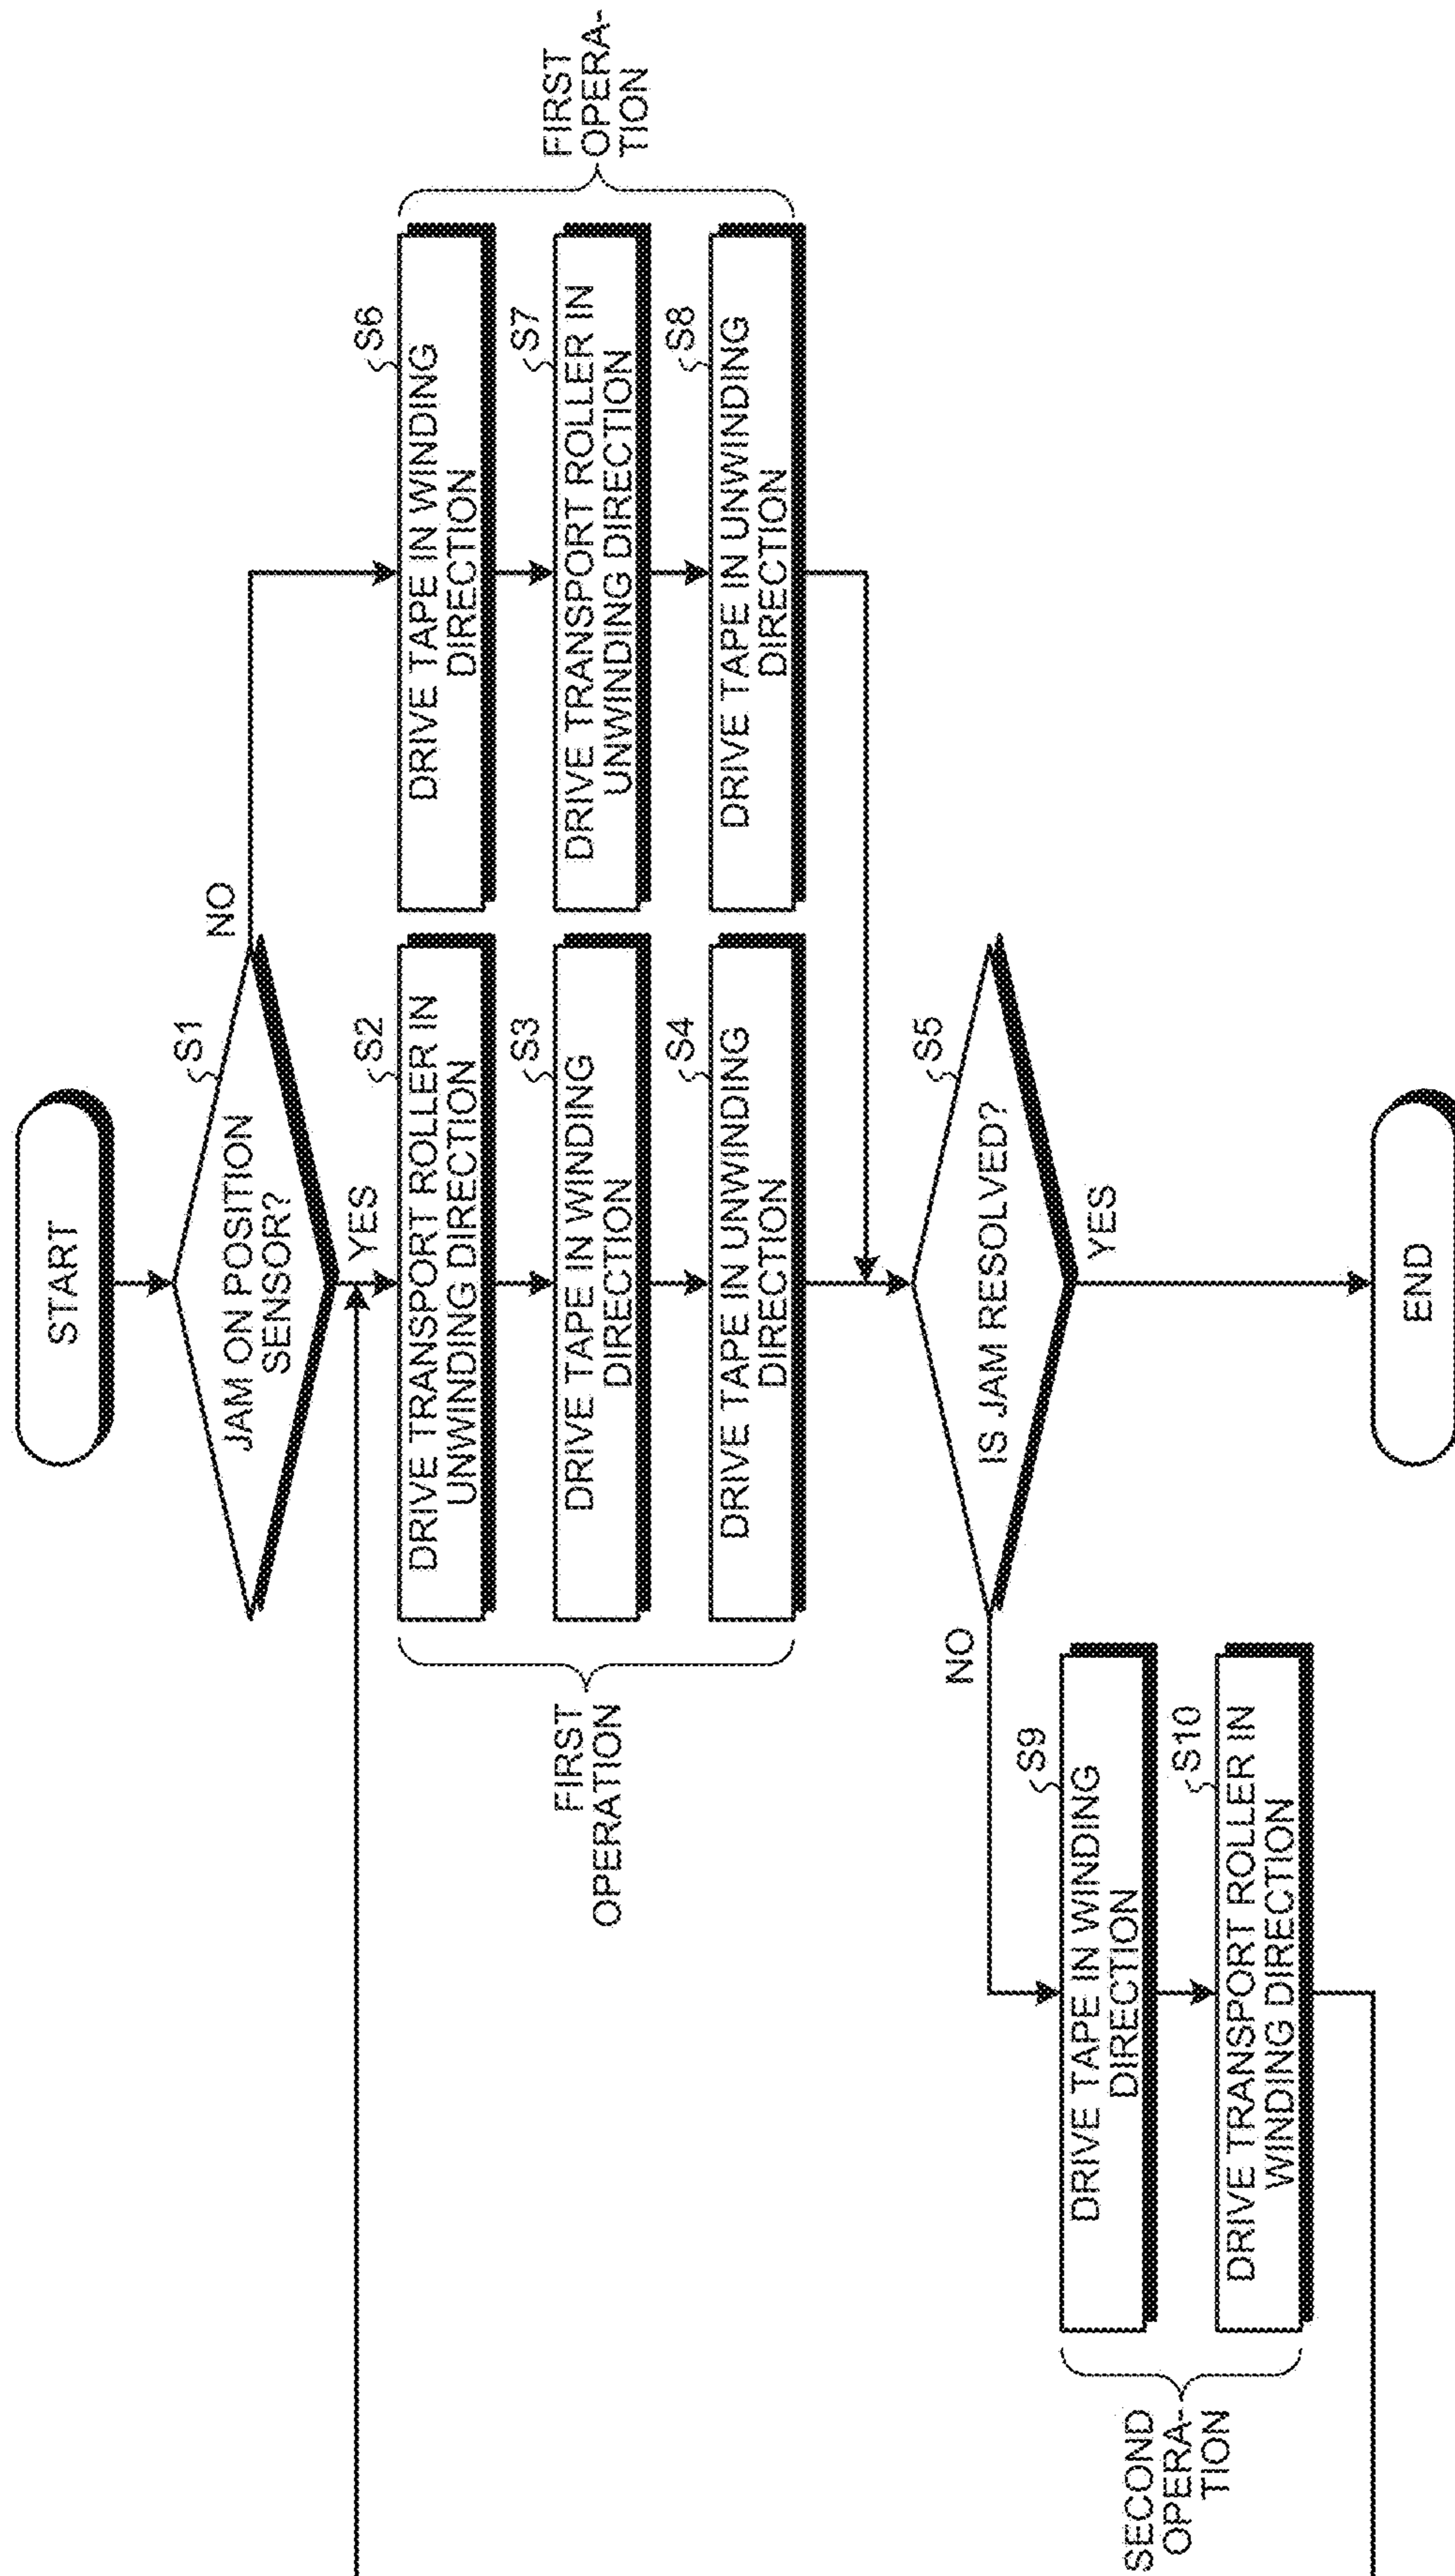 START
S1
JAM ON POSITION
SENSOR?
NO
YES
S2
DRIVE TRANSPORT ROLLER IN
UNWINDING DIRECTION
S3
DRIVE TAPE IN WINDING
DIRECTION
S4
DRIVE TAPE IN UNWINDING
DIRECTION
FIRST
OPERATION
S6
DRIVE TAPE IN WINDING
DIRECTION
S7
DRIVE TRANSPORT ROLLER IN
UNWINDING DIRECTION
S8
DRIVE TAPE IN UNWINDING
DIRECTION
FIRST
OPERA-
TION
S5
IS JAM RESOLVED?
NO
YES
S9
DRIVE TAPE IN WINDING
DIRECTION
S10
DRIVE TRANSPORT ROLLER IN
WINDING DIRECTION
SECOND
OPERA-
TION
END